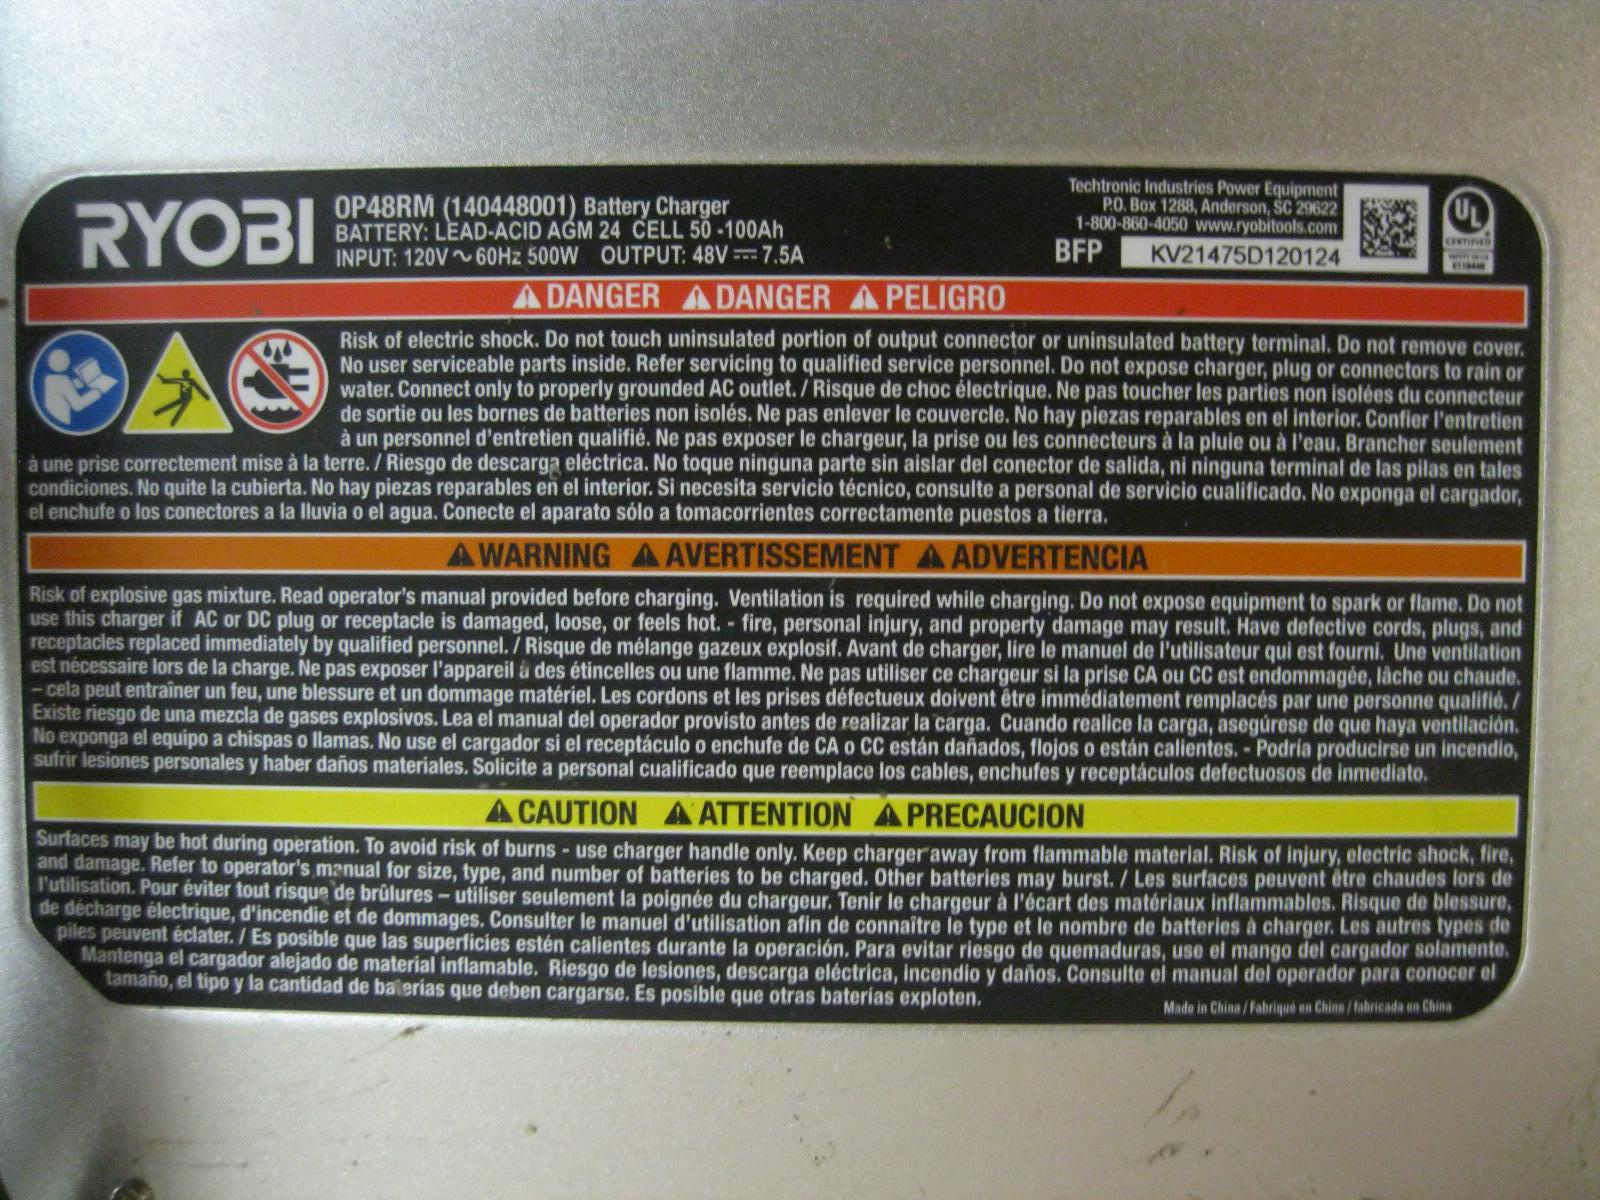 RYOBI
OP48RM (140448001) Battery Charger
BATTERY: LEAD-ACID AGM 24 CELL 50 -100Ah
INPUT: 120V ~ 60Hz 500W OUTPUT: 48V ⎓ 7.5A
Techtronic Industries Power Equipment
P.O. Box 1288, Anderson, SC 29622
1-800-860-4050 www.ryobitools.com
BFP KV21475D120124
UL
CERTIFIED
⚠ DANGER ⚠ DANGER ⚠ PELIGRO
Risk of electric shock. Do not touch uninsulated portion of output connector or uninsulated battery terminal. Do not remove cover.
No user serviceable parts inside. Refer servicing to qualified service personnel. Do not expose charger, plug or connectors to rain or
water. Connect only to properly grounded AC outlet. / Risque de choc électrique. Ne pas toucher les parties non isolées du connecteur
de sortie ou les bornes de batteries non isolés. Ne pas enlever le couvercle. No hay piezas reparables en el interior. Confier l'entretien
à un personnel d'entretien qualifié. Ne pas exposer le chargeur, la prise ou les connecteurs à la pluie ou à l'eau. Brancher seulement
à une prise correctement mise à la terre. / Riesgo de descarga eléctrica. No toque ninguna parte sin aislar del conector de salida, ni ninguna terminal de las pilas en tales
condiciones. No quite la cubierta. No hay piezas reparables en el interior. Si necesita servicio técnico, consulte a personal de servicio cualificado. No exponga el cargador,
el enchufe o los conectores a la lluvia o el agua. Conecte el aparato sólo a tomacorrientes correctamente puestos a tierra.
⚠ WARNING ⚠ AVERTISSEMENT ⚠ ADVERTENCIA
Risk of explosive gas mixture. Read operator's manual provided before charging. Ventilation is required while charging. Do not expose equipment to spark or flame. Do not
use this charger if AC or DC plug or receptacle is damaged, loose, or feels hot. - fire, personal injury, and property damage may result. Have defective cords, plugs, and
receptacles replaced immediately by qualified personnel. / Risque de mélange gazeux explosif. Avant de charger, lire le manuel de l'utilisateur qui est fourni. Une ventilation
est nécessaire lors de la charge. Ne pas exposer l'appareil à des étincelles ou une flamme. Ne pas utiliser ce chargeur si la prise CA ou CC est endommagée, lâche ou chaude.
– cela peut entraîner un feu, une blessure et un dommage matériel. Les cordons et les prises défectueux doivent être immédiatement remplacés par une personne qualifié. /
Existe riesgo de una mezcla de gases explosivos. Lea el manual del operador provisto antes de realizar la carga. Cuando realice la carga, asegúrese de que haya ventilación.
No exponga el equipo a chispas o llamas. No use el cargador si el receptáculo o enchufe de CA o CC están dañados, flojos o están calientes. - Podría producirse un incendio,
sufrir lesiones personales y haber daños materiales. Solicite a personal cualificado que reemplace los cables, enchufes y receptáculos defectuosos de inmediato.
⚠ CAUTION ⚠ ATTENTION ⚠ PRECAUCION
Surfaces may be hot during operation. To avoid risk of burns - use charger handle only. Keep charger away from flammable material. Risk of injury, electric shock, fire,
and damage. Refer to operator's manual for size, type, and number of batteries to be charged. Other batteries may burst. / Les surfaces peuvent être chaudes lors de
l'utilisation. Pour éviter tout risque de brûlures – utiliser seulement la poignée du chargeur. Tenir le chargeur à l'écart des matériaux inflammables. Risque de blessure,
de décharge électrique, d'incendie et de dommages. Consulter le manuel d'utilisation afin de connaître le type et le nombre de batteries à charger. Les autres types de
piles peuvent éclater. / Es posible que las superficies estén calientes durante la operación. Para evitar riesgo de quemaduras, use el mango del cargador solamente.
Mantenga el cargador alejado de material inflamable. Riesgo de lesiones, descarga eléctrica, incendio y daños. Consulte el manual del operador para conocer el
tamaño, el tipo y la cantidad de baterías que deben cargarse. Es posible que otras baterías exploten.
Made in China / Fabriqué en Chine / fabricada en China